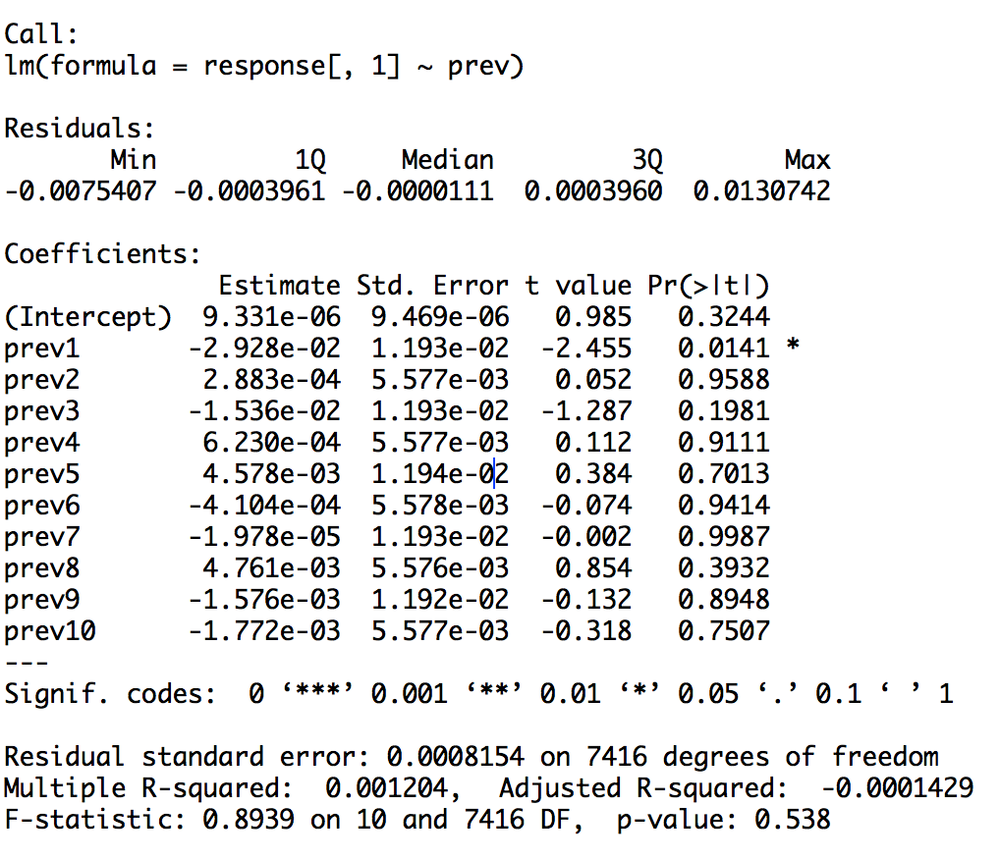 Call:
lm(formula = response[, 1] ~ prev)
Residuals:
Min 1Q Median 3Q Max
-0.0075407 -0.0003961 -0.0000111 0.0003960 0.0130742
Coefficients:
Estimate Std. Error t value Pr(>|t|)
(Intercept) 9.331e-06 9.469e-06 0.985 0.3244
prev1 -2.928e-02 1.193e-02 -2.455 0.0141 *
prev2 2.883e-04 5.577e-03 0.052 0.9588
prev3 -1.536e-02 1.193e-02 -1.287 0.1981
prev4 6.230e-04 5.577e-03 0.112 0.9111
prev5 4.578e-03 1.194e-02 0.384 0.7013
prev6 -4.104e-04 5.578e-03 -0.074 0.9414
prev7 -1.978e-05 1.193e-02 -0.002 0.9987
prev8 4.761e-03 5.576e-03 0.854 0.3932
prev9 -1.576e-03 1.192e-02 -0.132 0.8948
prev10 -1.772e-03 5.577e-03 -0.318 0.7507
---
Signif. codes: 0 ‘***’ 0.001 ‘**’ 0.01 ‘*’ 0.05 ‘.’ 0.1 ‘ ’ 1
Residual standard error: 0.0008154 on 7416 degrees of freedom
Multiple R-squared: 0.001204, Adjusted R-squared: -0.0001429
F-statistic: 0.8939 on 10 and 7416 DF, p-value: 0.538